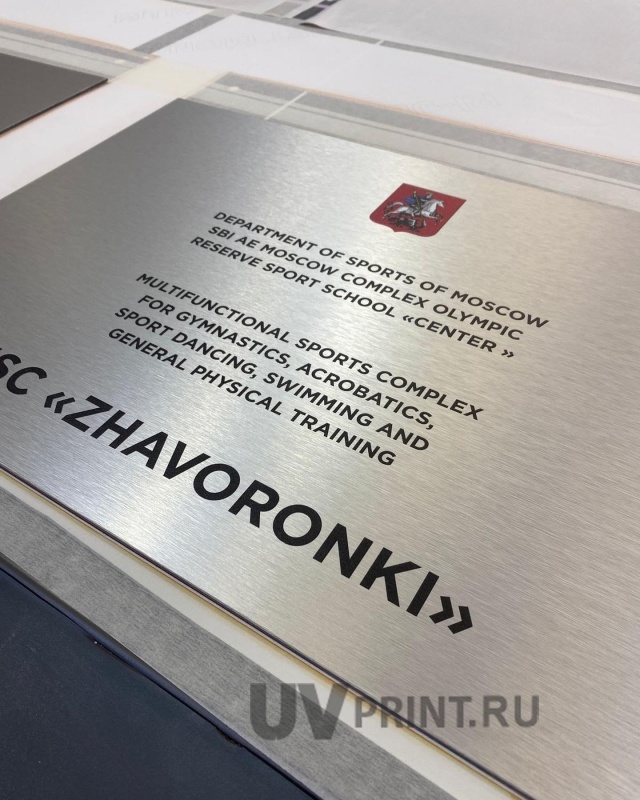 DEPARTMENT OF SPORTS OF MOSCOW
SBI AE MOSCOW COMPLEX OLYMPIC
RESERVE SPORT SCHOOL «CENTER »
MULTIFUNCTIONAL SPORTS COMPLEX
FOR GYMNASTICS, ACROBATICS,
SPORT DANCING, SWIMMING AND
GENERAL PHYSICAL TRAINING
«ZHAVORONKI»
UVPRINT.RU